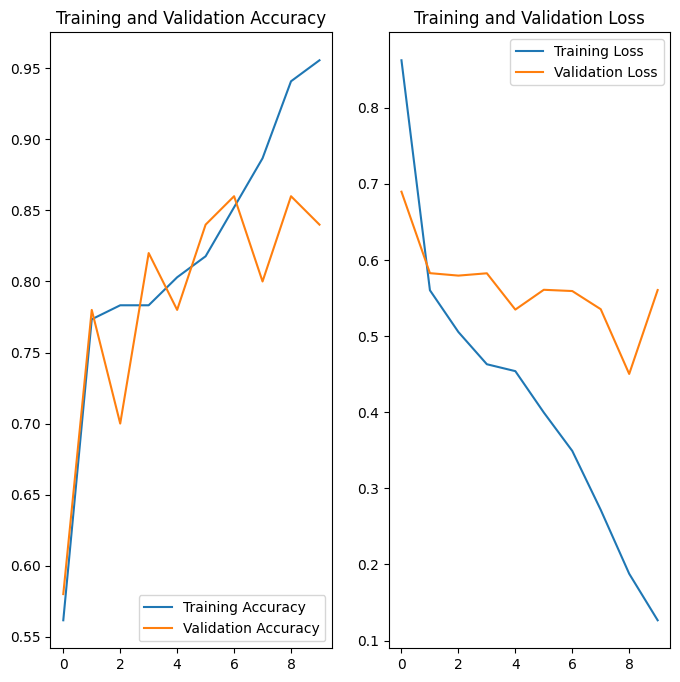 Training and Validation Accuracy
0.95
0.90
0.85
0.80
0.75
0.70
0.65
0.60
0.55
0 2 4 6 8
Training Accuracy
Validation Accuracy
Training and Validation Loss
Training Loss
Validation Loss
0.8
0.7
0.6
0.5
0.4
0.3
0.2
0.1
0 2 4 6 8